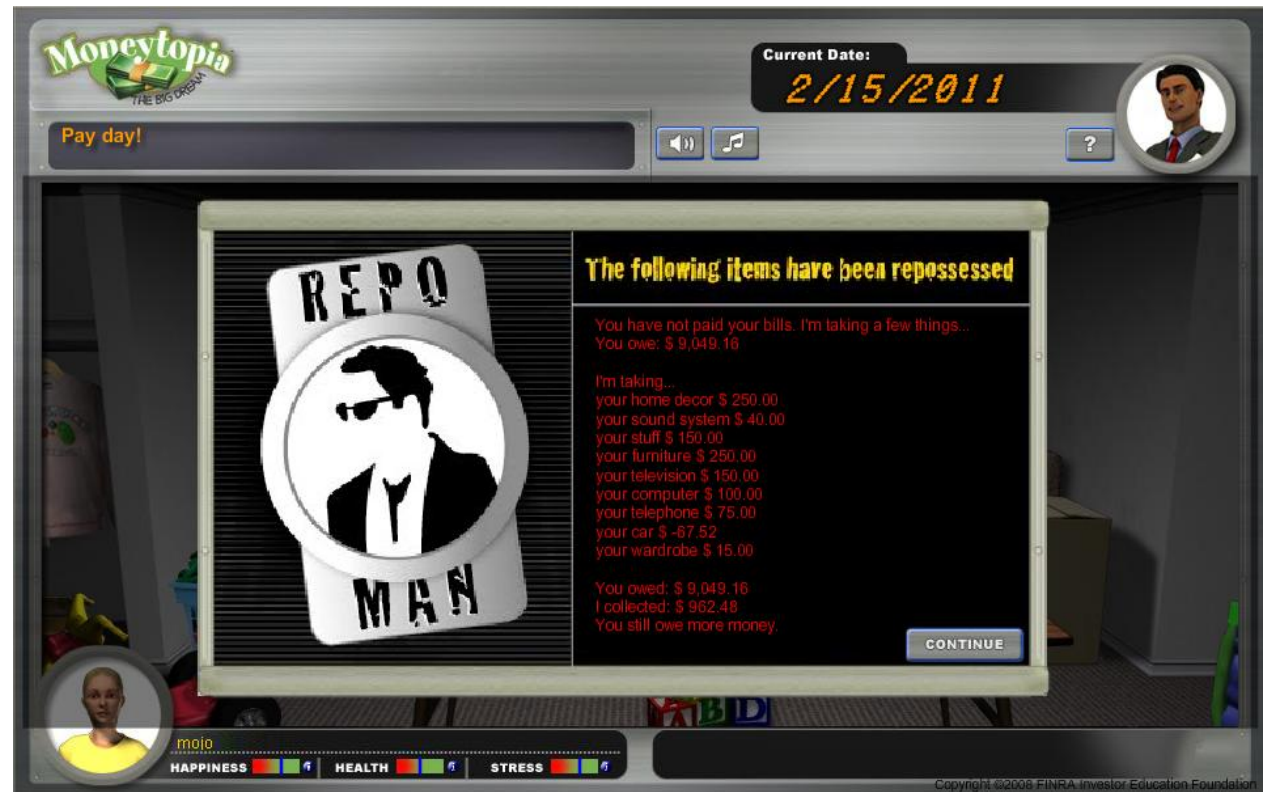 Moneytopia
THE BIG DREAM
Current Date:
2/15/2011
Pay day!
?
REPO
MAN
The following items have been repossessed
You have not paid your bills. I'm taking a few things...
You owe: $ 9,049.16
I'm taking...
your home decor $ 250.00
your sound system $ 40.00
your stuff $ 150.00
your furniture $ 250.00
your television $ 150.00
your computer $ 100.00
your telephone $ 75.00
your car $ -67.52
your wardrobe $ 15.00
You owed: $ 9,049.16
I collected: $ 962.48
You still owe more money.
CONTINUE
A B D
mojo
HAPPINESS HEALTH STRESS
Copyright ©2008 FINRA Investor Education Foundation